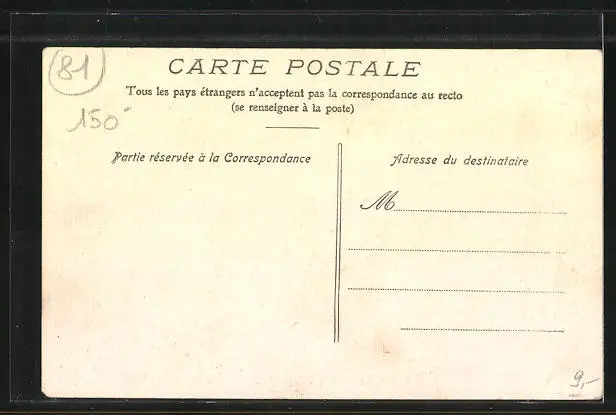 81
CARTE POSTALE
Tous les pays étrangers n'acceptent pas la correspondance au recto
(se renseigner à la poste)
150
Partie réservée à la Correspondance
Adresse du destinataire
M
9,-